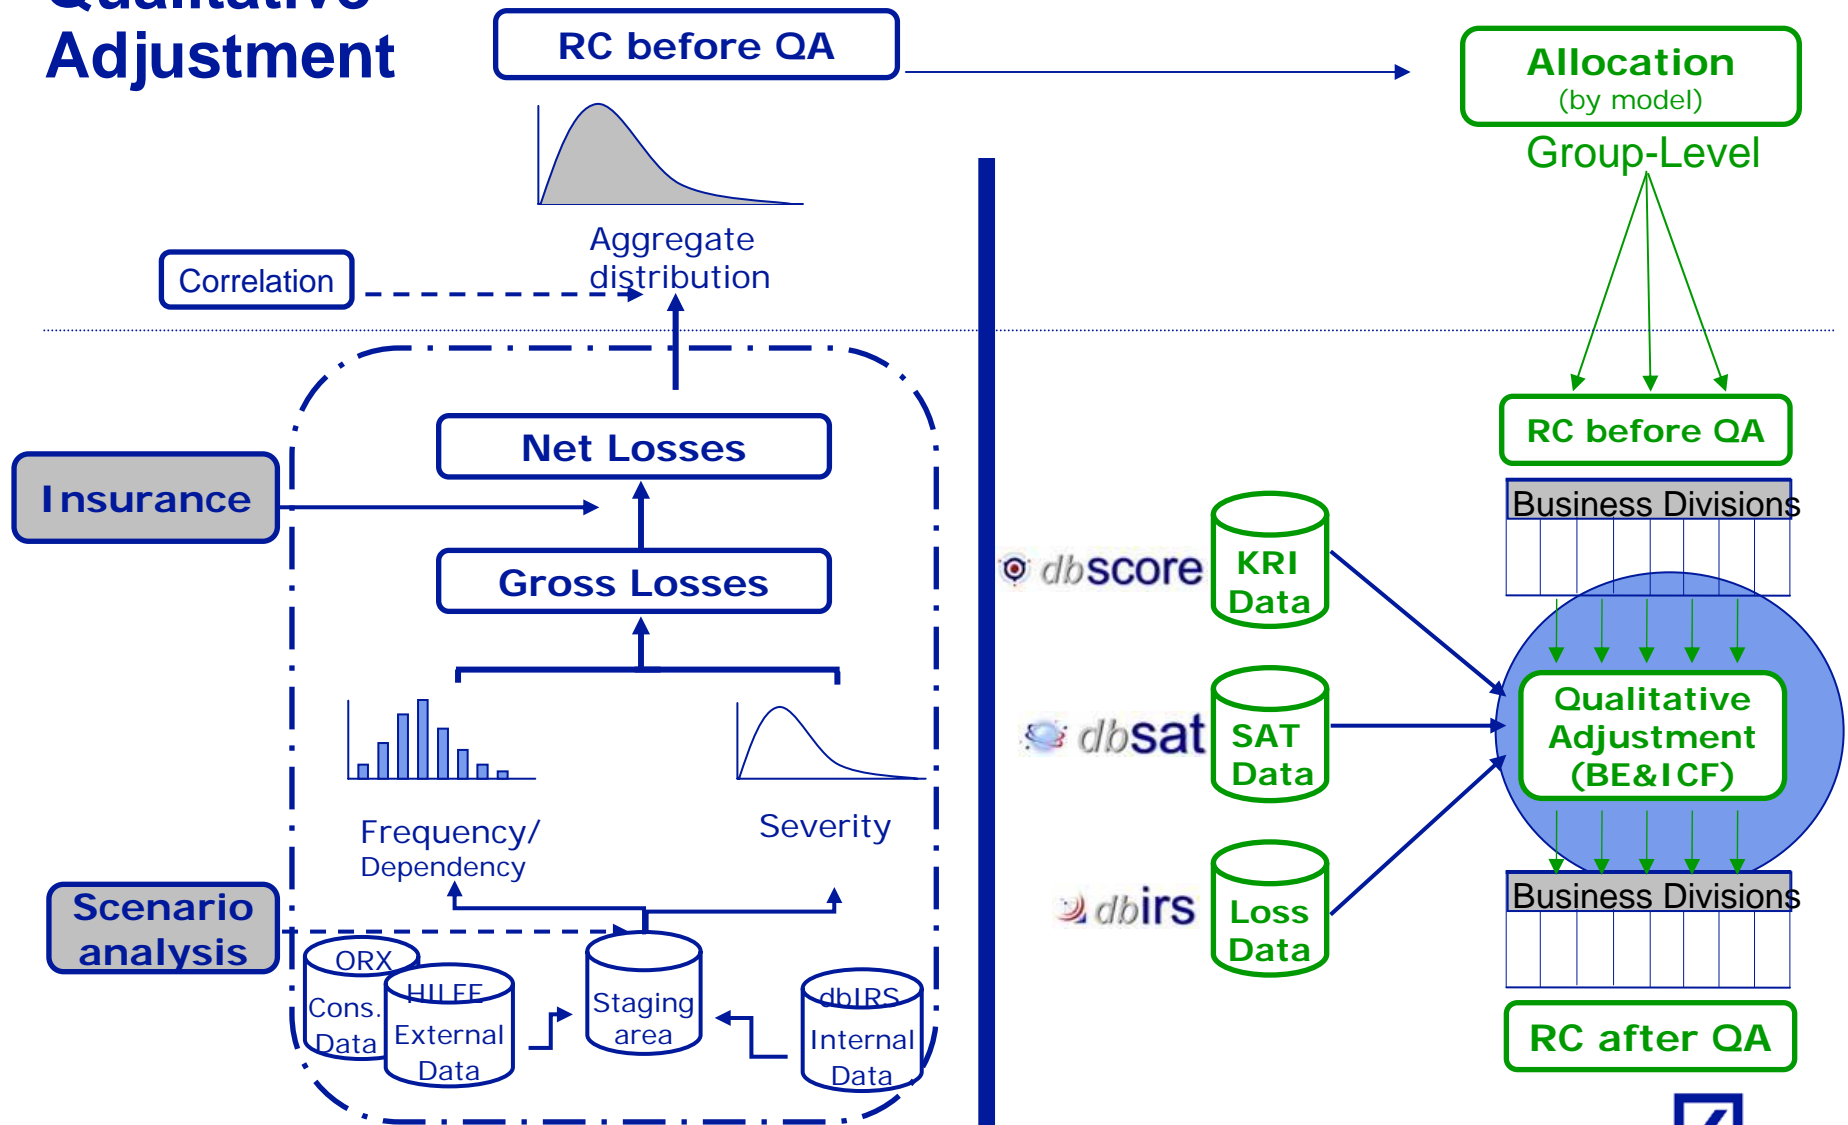 Qualitative
Adjustment
RC before QA
Allocation
(by model)
Group-Level
Aggregate
distribution
Correlation
Net Losses
RC before QA
Insurance
Business Divisions
Gross Losses
dbscore
KRI
Data
Qualitative
Adjustment
(BE&ICF)
dbsat
SAT
Data
Frequency/
Dependency
Severity
Scenario
analysis
dbirs
Loss
Data
Business Divisions
ORX
Cons.
Data
HILFE
External
Data
Staging
area
dbIRS
Internal
Data
RC after QA